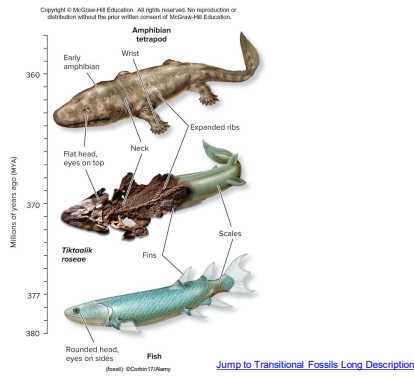 Copyright © McGraw-Hill Education. All rights reserved. No reproduction or
distribution without the prior written consent of McGraw-Hill Education.
Amphibian
tetrapod
Early
amphibian
Wrist
360
Expanded ribs
Flat head,
eyes on top
Neck
Millions of years ago (MYA)
370
Tiktaalik
roseae
Scales
Fins
377
380
Rounded head,
eyes on sides
Fish
(fossil): ©Corbin17/Alamy
Jump to Transitional Fossils Long Description